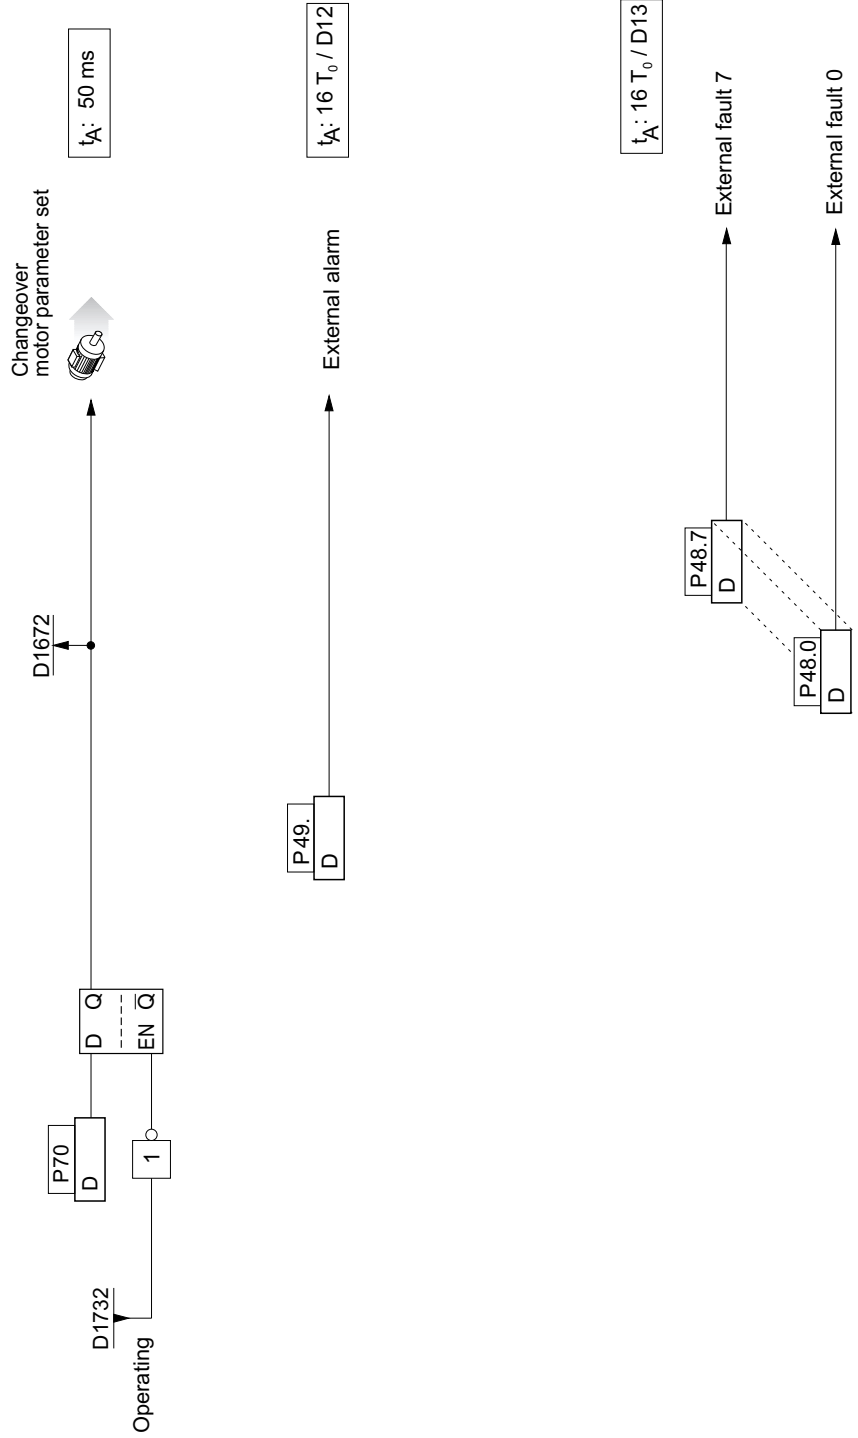 Operating
D1732
P70
D
1
D Q
EN Q
D1672
Changeover
motor parameter set
tA: 50 ms
P49.
D
External alarm
tA: 16 T0 / D12
tA: 16 T0 / D13
P48.7
D
External fault 7
P48.0
D
External fault 0